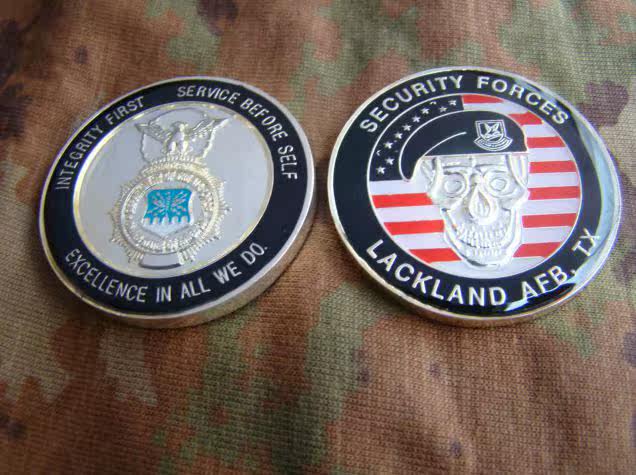 INTEGRITY FIRST SERVICE BEFORE SELF
EXCELLENCE IN ALL WE DO.
SECURITY FORCES
LACKLAND AFB, TX